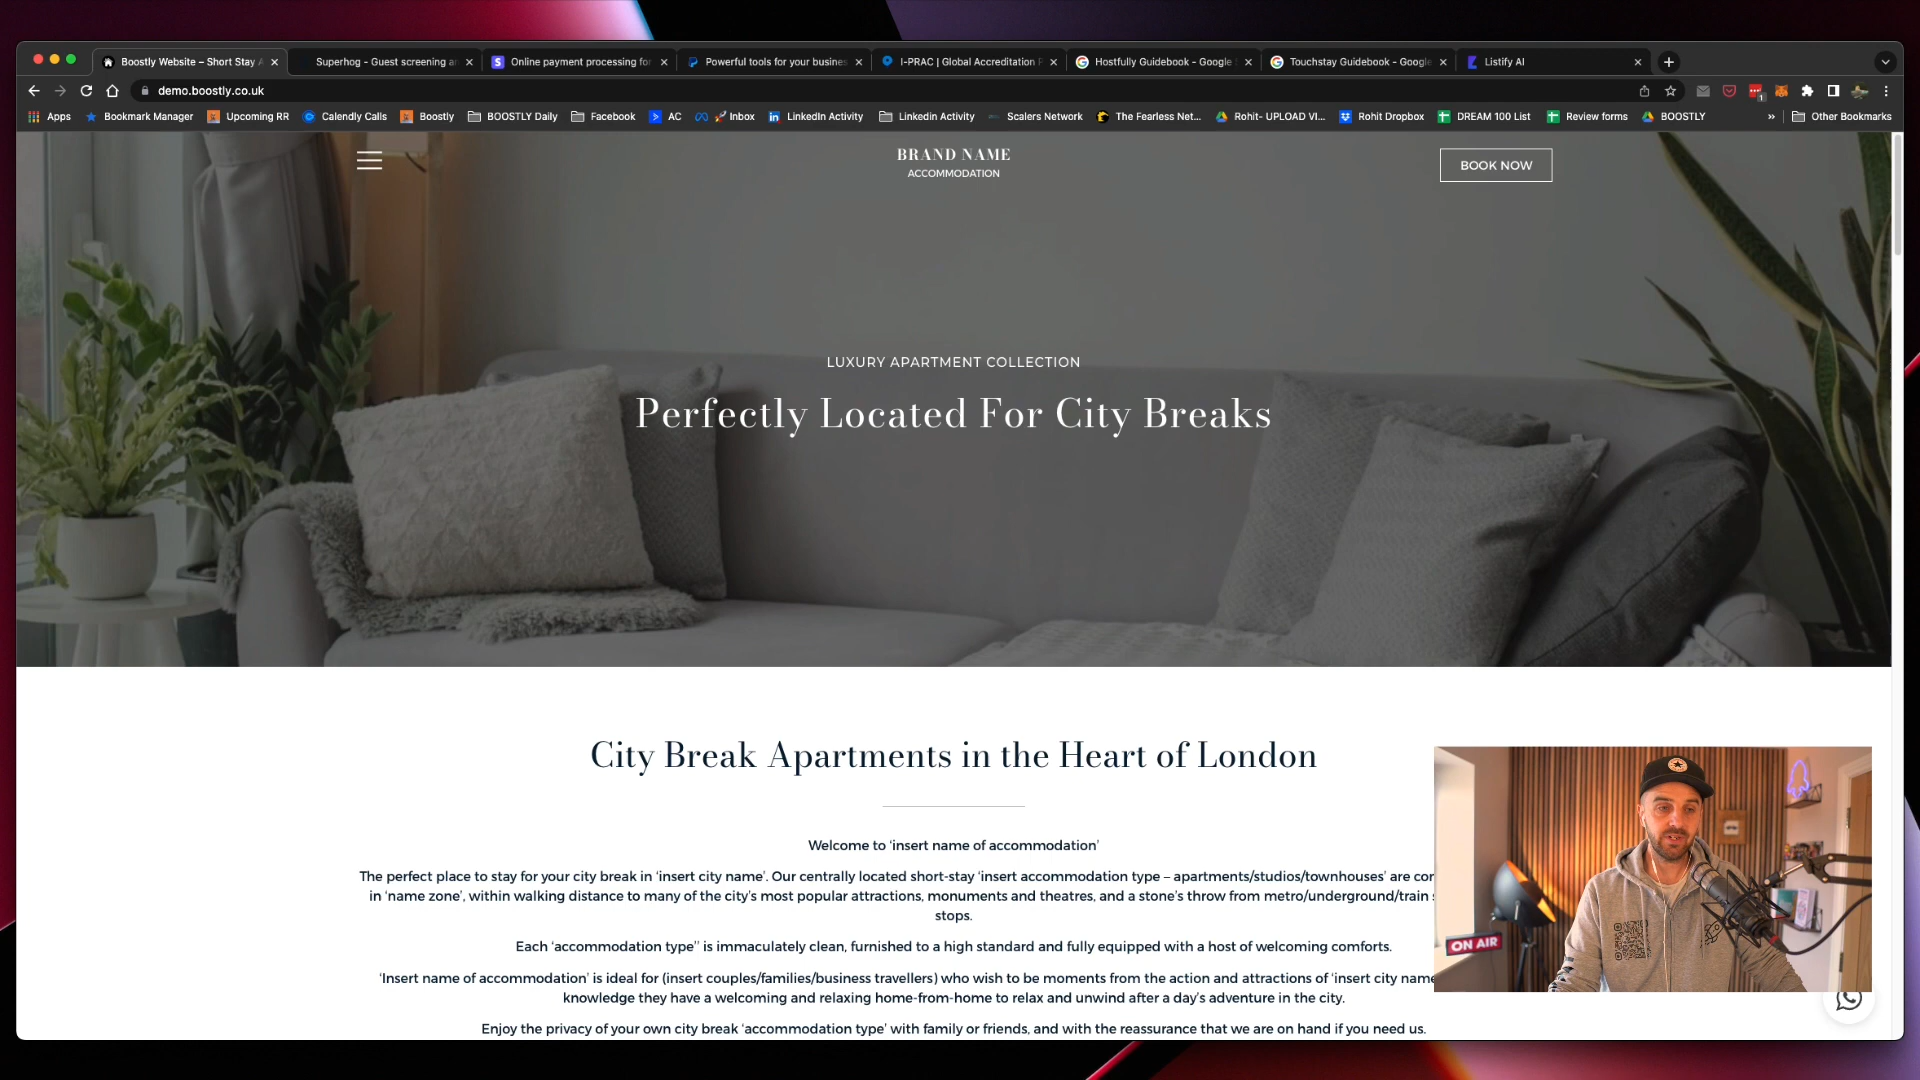 Boostly Website – Short Stay A
Superhog - Guest screening an
Online payment processing for
Powerful tools for your busines
I-PRAC | Global Accreditation P
Hostfully Guidebook - Google
Touchstay Guidebook - Google
Listify AI
demo.boostly.co.uk
Apps
Bookmark Manager
Upcoming RR
Calendly Calls
Boostly
BOOSTLY Daily
Facebook
AC
Inbox
LinkedIn Activity
Linkedin Activity
Scalers Network
The Fearless Net...
Rohit- UPLOAD VI...
Rohit Dropbox
DREAM 100 List
Review forms
BOOSTLY
»
Other Bookmarks
BRAND NAME
ACCOMMODATION
BOOK NOW
LUXURY APARTMENT COLLECTION
Perfectly Located For City Breaks
City Break Apartments in the Heart of London
Welcome to ‘insert name of accommodation’
The perfect place to stay for your city break in ‘insert city name’. Our centrally located short-stay ‘insert accommodation type – apartments/studios/townhouses’ are con
in ‘name zone’, within walking distance to many of the city’s most popular attractions, monuments and theatres, and a stone’s throw from metro/underground/train
stops.
Each ‘accommodation type’’ is immaculately clean, furnished to a high standard and fully equipped with a host of welcoming comforts.
‘Insert name of accommodation’ is ideal for (insert couples/families/business travellers) who wish to be moments from the action and attractions of ‘insert city name
knowledge they have a welcoming and relaxing home-from-home to relax and unwind after a day’s adventure in the city.
Enjoy the privacy of your own city break ‘accommodation type’ with family or friends, and with the reassurance that we are on hand if you need us.
ON AIR